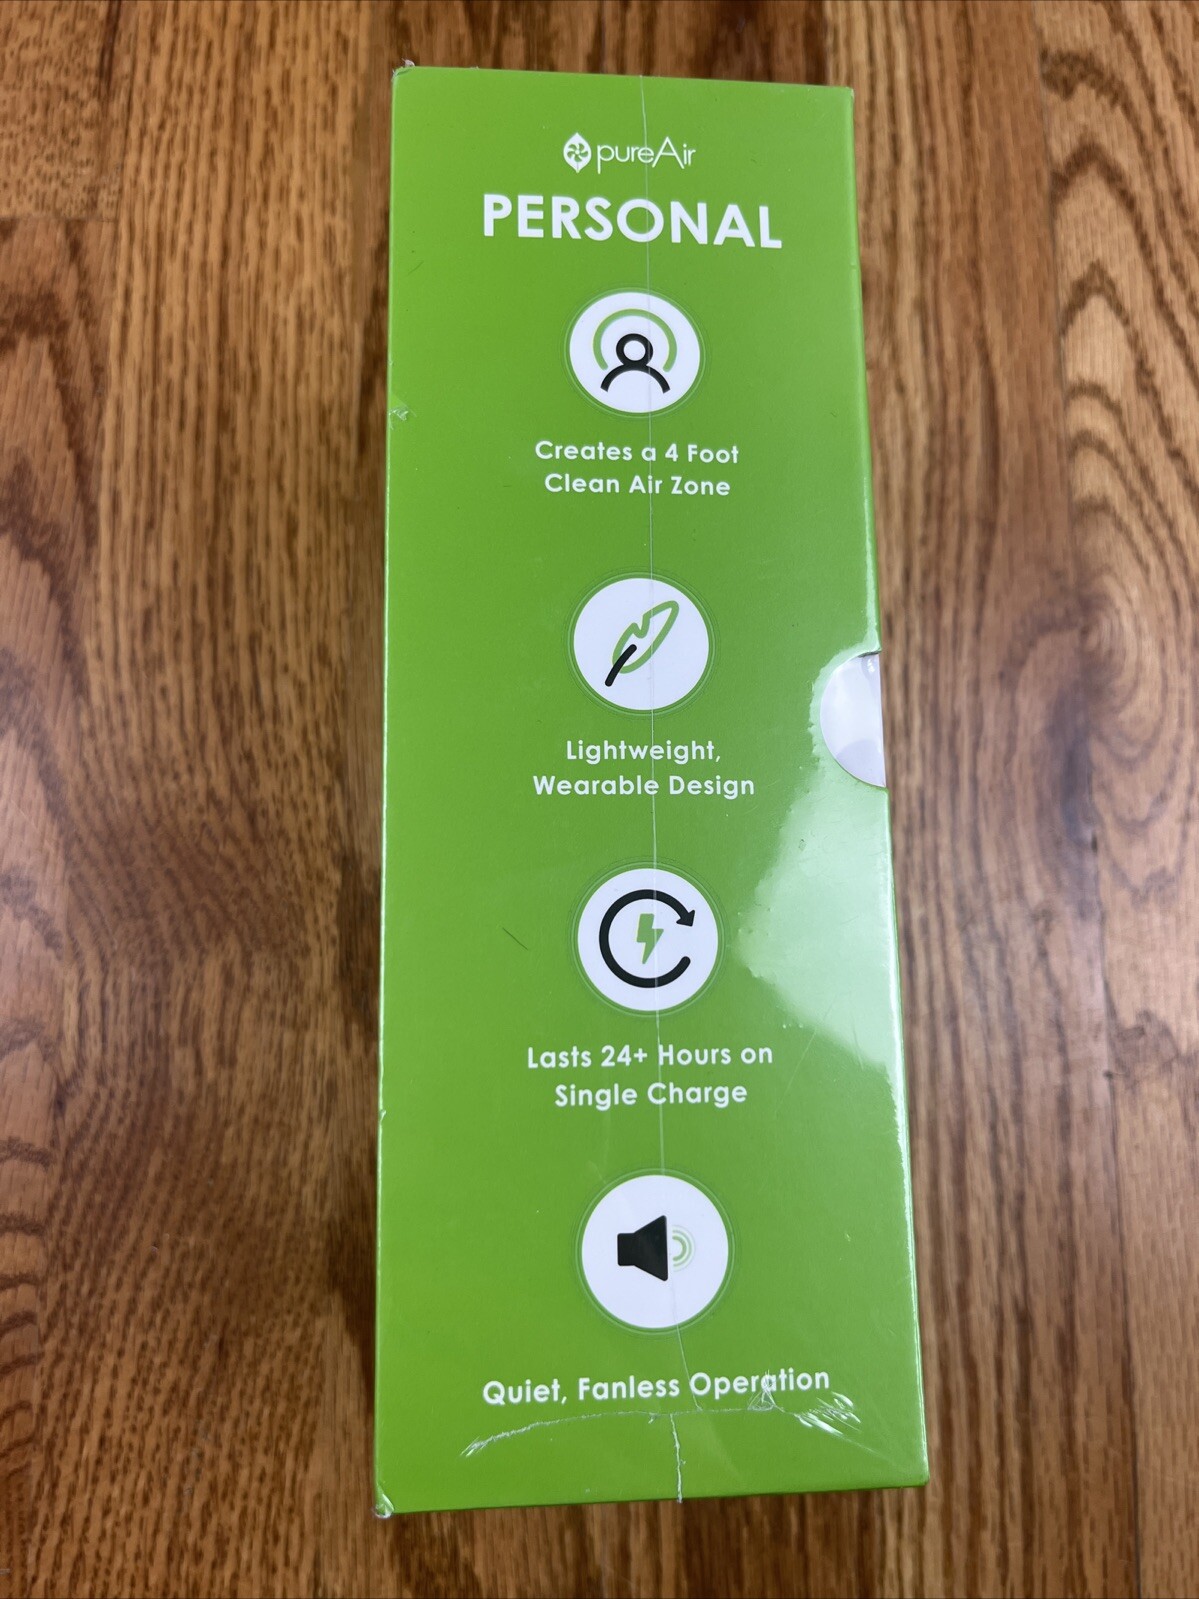 pureAir
PERSONAL
Creates a 4 Foot
Clean Air Zone
Lightweight,
Wearable Design
Lasts 24+ Hours on
Single Charge
Quiet, Fanless Operation